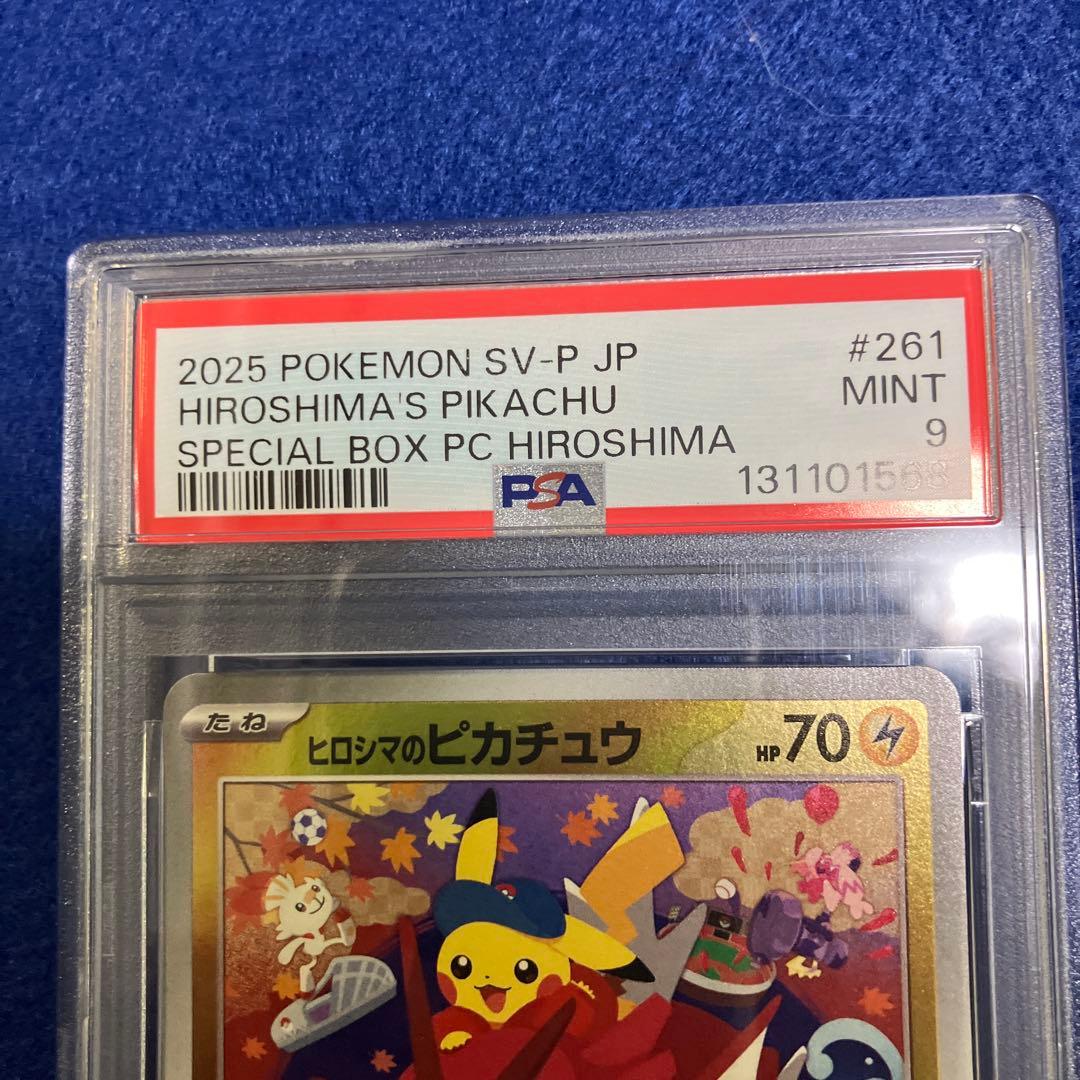 2025 POKEMON SV-P JP #261
HIROSHIMA'S PIKACHU MINT
SPECIAL BOX PC HIROSHIMA 9
PSA 131101568
たね ヒロシマのピカチュウ HP70